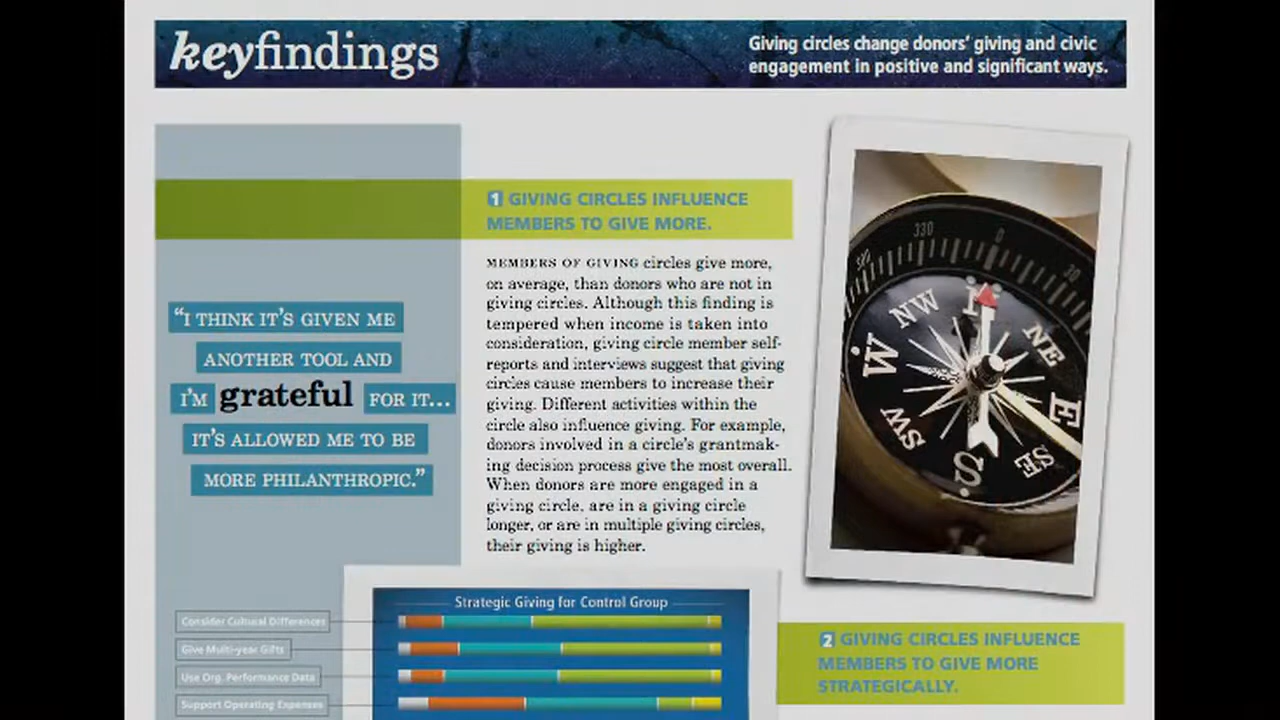 keyfindings
Giving circles change donors' giving and civic
engagement in positive and significant ways.
1 GIVING CIRCLES INFLUENCE
MEMBERS TO GIVE MORE.
MEMBERS OF GIVING circles give more,
on average, than donors who are not in
giving circles. Although this finding is
tempered when income is taken into
consideration, giving circle member self-
reports and interviews suggest that giving
circles cause members to increase their
giving. Different activities within the
circle also influence giving. For example,
donors involved in a circle's grantmak-
ing decision process give the most overall.
When donors are more engaged in a
giving circle, are in a giving circle
longer, or are in multiple giving circles,
their giving is higher.
"I THINK IT'S GIVEN ME
ANOTHER TOOL AND
I'M grateful FOR IT...
IT'S ALLOWED ME TO BE
MORE PHILANTHROPIC."
330
0
30
N
NE
E
SE
S
SW
W
NW
Strategic Giving for Control Group
Consider Cultural Differences
Give Multi-year Gifts
Use Org. Performance Data
Support Operating Expenses
2 GIVING CIRCLES INFLUENCE
MEMBERS TO GIVE MORE
STRATEGICALLY.